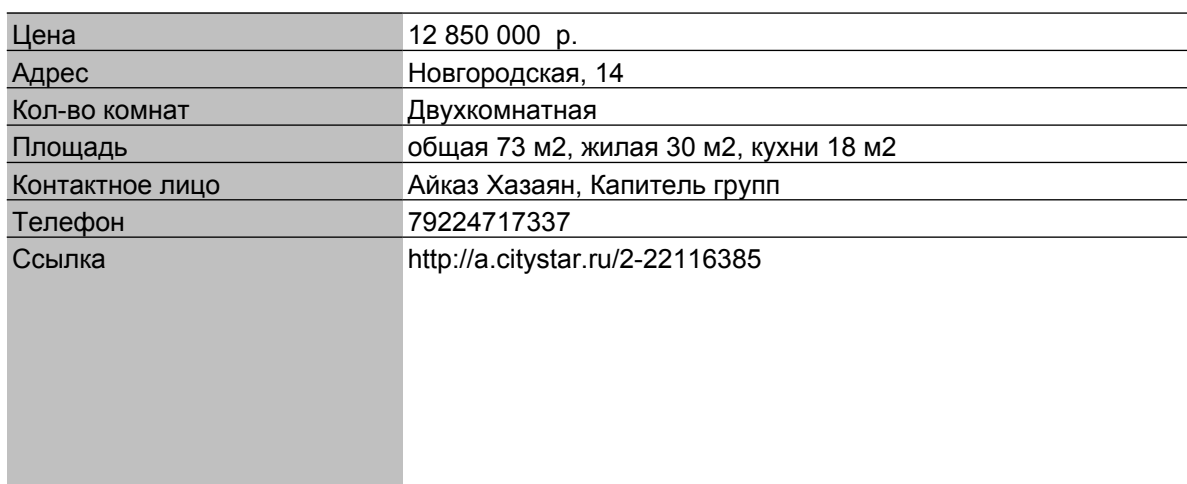 Цена 12 850 000 р.
Адрес Новгородская, 14
Кол-во комнат Двухкомнатная
Площадь общая 73 м2, жилая 30 м2, кухни 18 м2
Контактное лицо Айказ Хазаян, Капитель групп
Телефон 79224717337
Ссылка http://a.citystar.ru/2-22116385